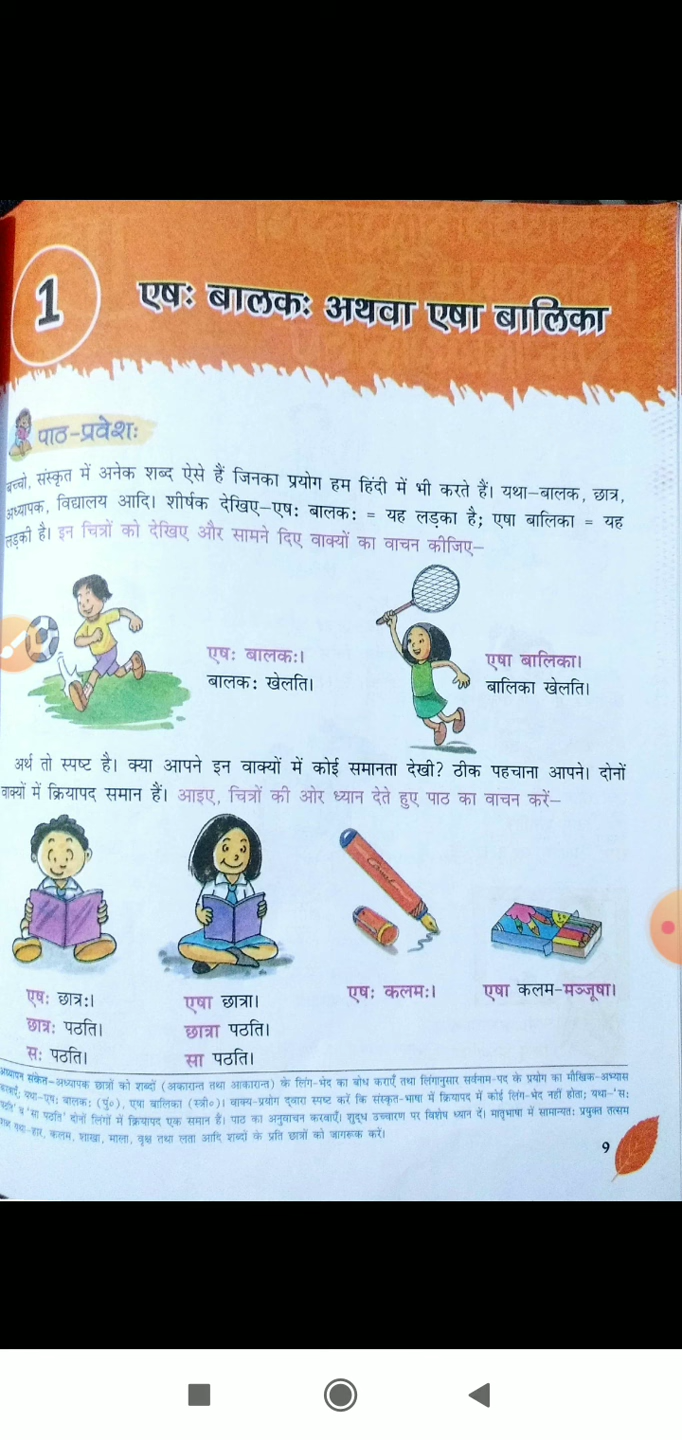 1
एषः बालकः अथवा एषा बालिका
पाठ-प्रवेशः
बच्चो, संस्कृत में अनेक शब्द ऐसे हैं जिनका प्रयोग हम हिंदी में भी करते हैं। यथा-बालक, छात्र,
अध्यापक, विद्यालय आदि। शीर्षक देखिए-एषः बालकः = यह लड़का है; एषा बालिका = यह
लड़की है। इन चित्रों को देखिए और सामने दिए वाक्यों का वाचन कीजिए-
एषः बालकः।
बालकः खेलति।
एषा बालिका।
बालिका खेलति।
अर्थ तो स्पष्ट है। क्या आपने इन वाक्यों में कोई समानता देखी? ठीक पहचाना आपने। दोनों
वाक्यों में क्रियापद समान हैं। आइए, चित्रों की ओर ध्यान देते हुए पाठ का वाचन करें-
एषः छात्रः।
छात्रः पठति।
सः पठति।
एषा छात्रा।
छात्रा पठति।
सा पठति।
एषः कलमः।
एषा कलम-मञ्जूषा।
अध्यापन संकेत-अध्यापक छात्रों को शब्दों (अकारान्त तथा आकारान्त) के लिंग-भेद का बोध कराएँ तथा लिंगानुसार सर्वनाम-पद के प्रयोग का मौखिक-अभ्यास
करवाएँ; यथा-एषः बालकः (पुं०), एषा बालिका (स्त्री०)। वाक्य-प्रयोग द्वारा स्पष्ट करें कि संस्कृत-भाषा में क्रियापद में कोई लिंग-भेद नहीं होता; यथा-'सः
पठति' व 'सा पठति' दोनों लिंगों में क्रियापद एक समान हैं। पाठ का अनुवाचन करवाएँ। शुद्ध उच्चारण पर विशेष ध्यान दें। मातृभाषा में सामान्यतः प्रयुक्त तत्सम
शब्द यथा-हार, कलम, शाखा, माला, वृक्ष तथा लता आदि शब्दों के प्रति छात्रों को जागरूक करें।
9